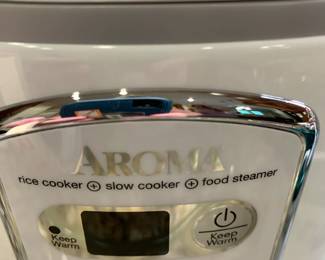 AROMA
rice cooker + slow cooker + food steamer
Keep Warm
Keep Warm